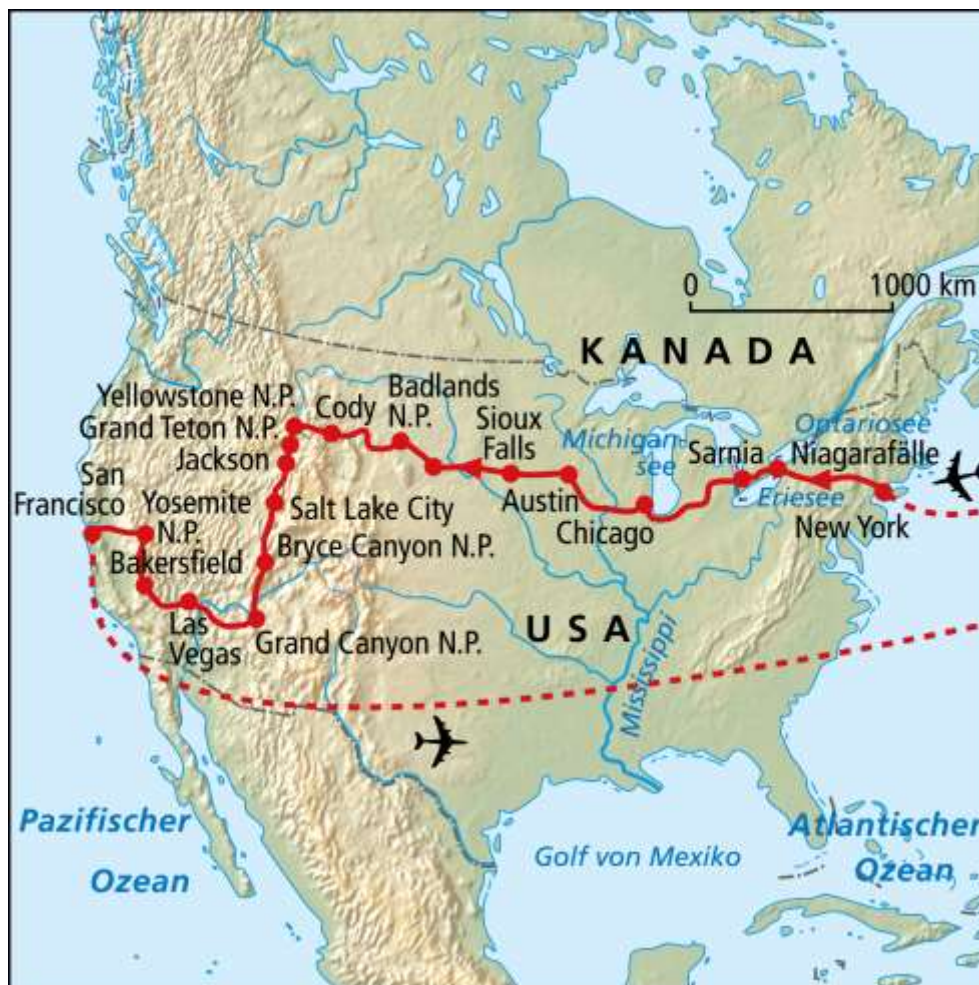 0 1000 km
KANADA
Yellowstone N.P.
Grand Teton N.P.
Jackson
Cody
Badlands
N.P.
Sioux
Falls
Michigan-
see
Sarnia
Optariosee
Niagarafälle
Eriesee
New York
San
Francisco
Yosemite
N.P.
Bakersfield
Salt Lake City
Bryce Canyon N.P.
Austin
Chicago
Las
Vegas
Grand Canyon N.P.
USA
Mississippi
Pazifischer
Ozean
Golf von Mexiko
Atlantischer
Ozean